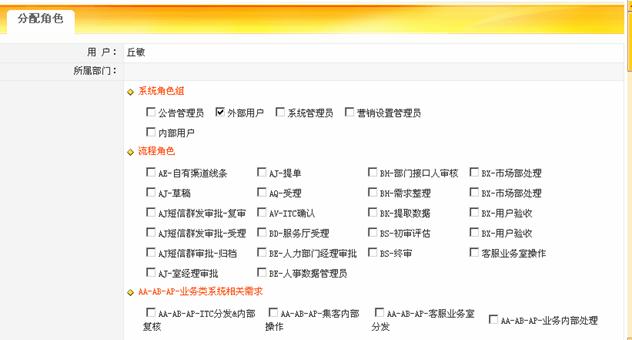 分配角色
用 户： 丘敏
所属部门：
系统角色组
公告管理员 外部用户 系统管理员 营销设置管理员
内部用户
流程角色
AE-自有渠道线条 AJ-提单 BH-部门接口人审核 BX-市场部处理
AJ-草稿 AQ-受理 BH-需求整理 BX-市场部处理
AJ短信群发审批-复审 AV-ITC确认 BK-提取数据 BX-用户验收
AJ短信群发审批-受理 BD-服务厅受理 BS-初审评估 BX-用户验收
AJ短信群审批-归档 BE-人力部门经理审批 BS-终审 客服业务室操作
AJ-室经理审批 BE-人事数据管理员
AA-AB-AP-业务类系统相关需求
AA-AB-AP-ITC分发&内部 AA-AB-AP-集客内部 AA-AB-AP-客服业务室 AA-AB-AP-业务内部处理
复核 操作 分发